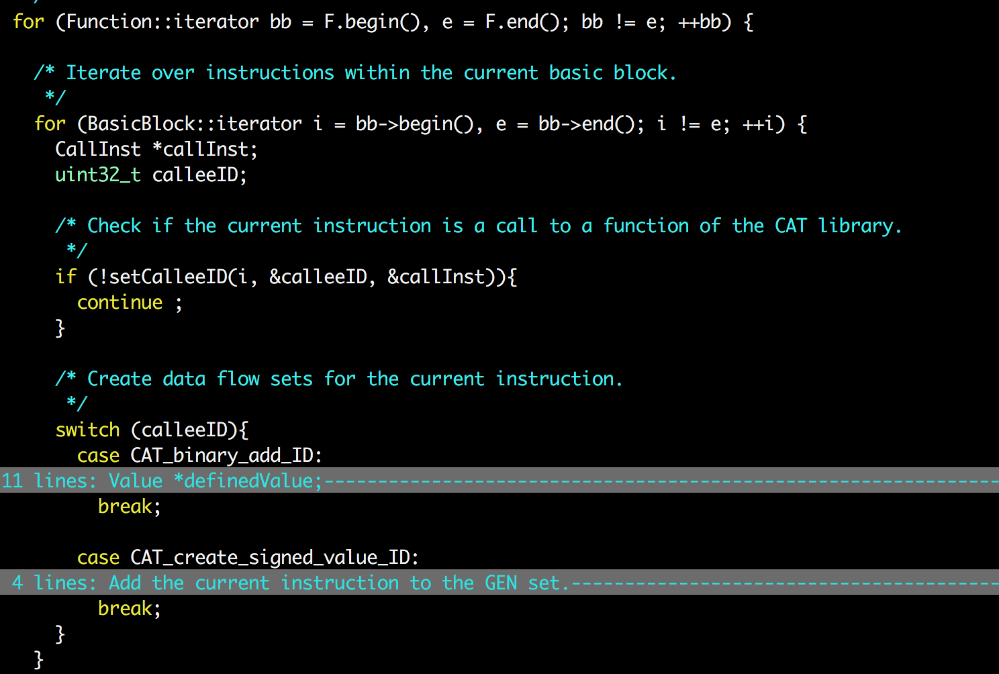 */
for (Function::iterator bb = F.begin(), e = F.end(); bb != e; ++bb) {
/* Iterate over instructions within the current basic block.
*/
for (BasicBlock::iterator i = bb->begin(), e = bb->end(); i != e; ++i) {
CallInst *callInst;
uint32_t calleeID;
/* Check if the current instruction is a call to a function of the CAT library.
*/
if (!setCalleeID(i, &calleeID, &callInst)){
continue ;
}
/* Create data flow sets for the current instruction.
*/
switch (calleeID){
case CAT_binary_add_ID:
11 lines: Value *definedValue;---------------------------------------------------------------
break;
case CAT_create_signed_value_ID:
4 lines: Add the current instruction to the GEN set.----------------------------------------
break;
}
}